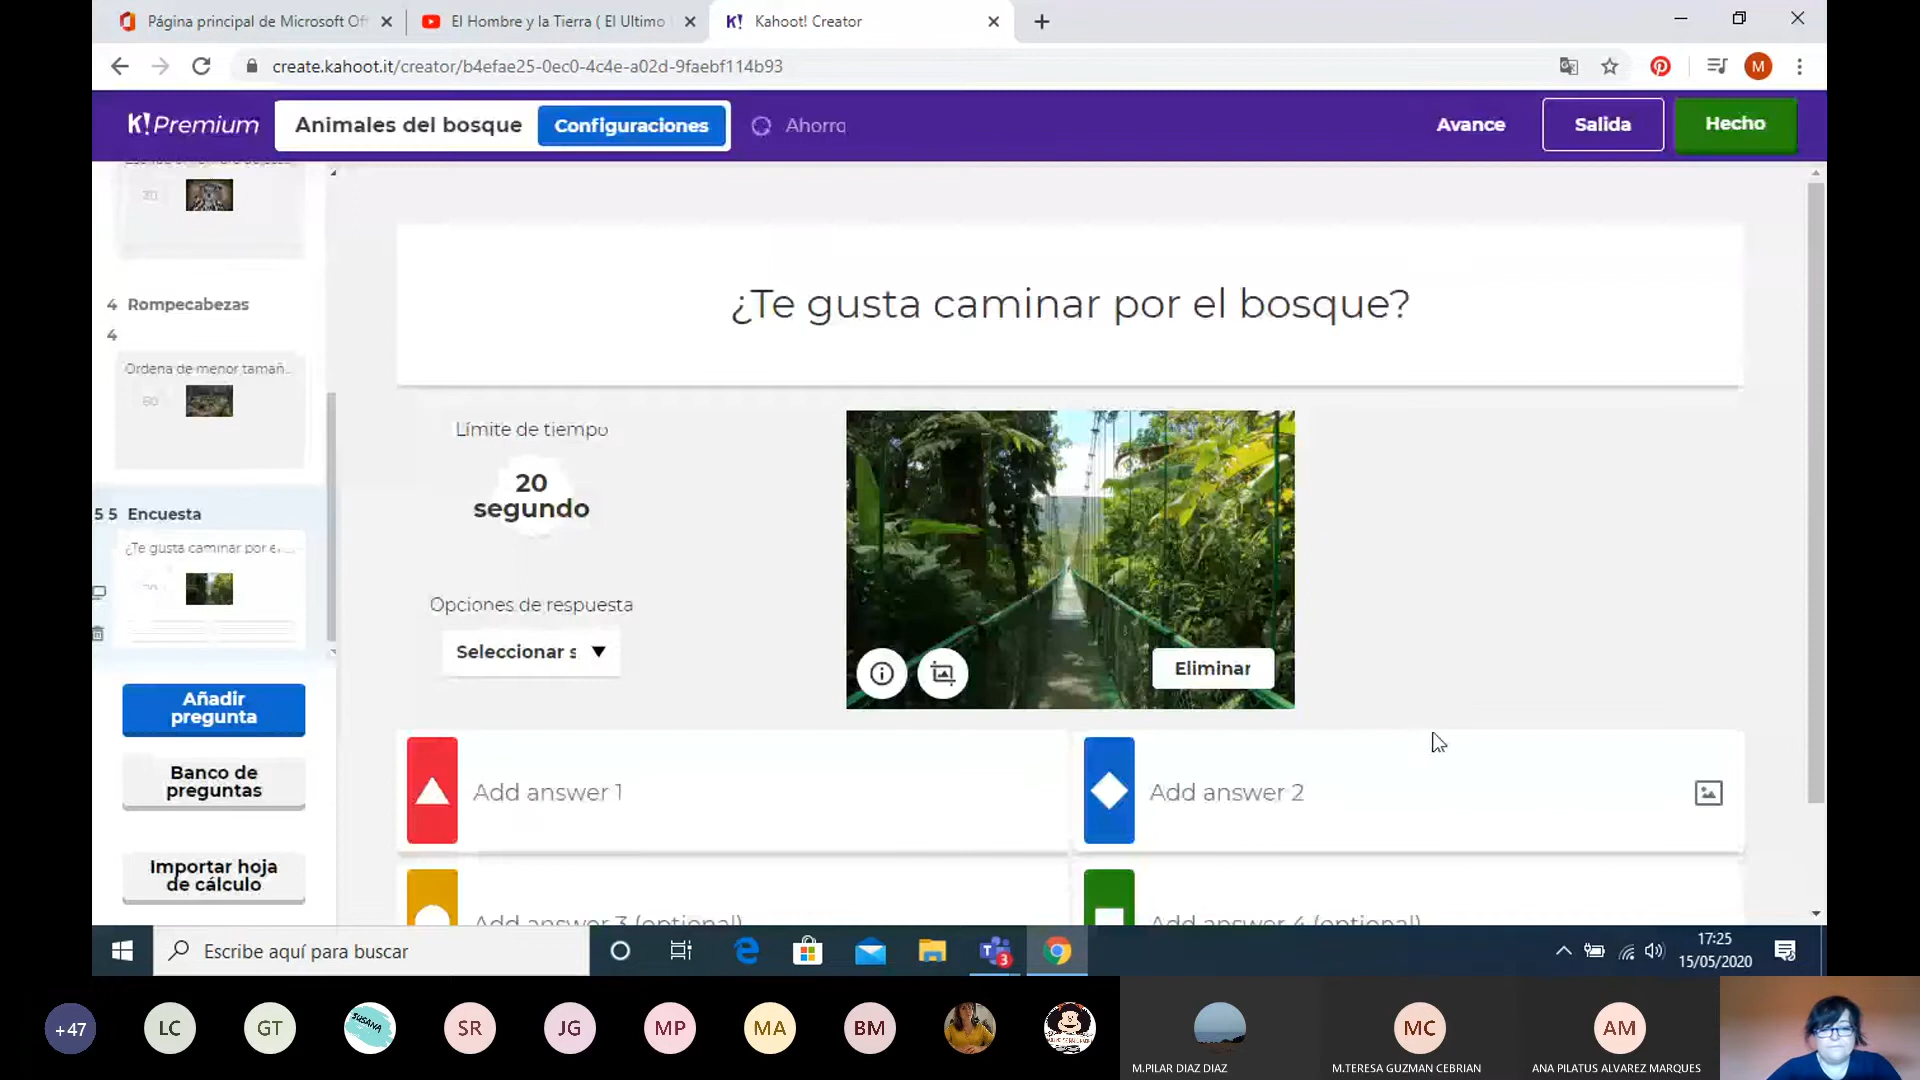 Página principal de Microsoft Of
El Hombre y la Tierra ( El Ultimo
K! Kahoot! Creator
create.kahoot.it/creator/b4efae25-0ec0-4c4e-a02d-9faebf114b93
M
K! Premium
Animales del bosque
Configuraciones
Ahorro
Avance
Salida
Hecho
4 Rompecabezas
4
Ordena de menor tamañ...
60
5 5 Encuesta
¿Te gusta caminar por e...
Añadir pregunta
Banco de preguntas
Importar hoja de cálculo
¿Te gusta caminar por el bosque?
Límite de tiempo
20
segundo
Opciones de respuesta
Seleccionar s
Eliminar
Add answer 1
Add answer 2
Add answer 3 (optional)
Add answer 4 (optional)
Escribe aquí para buscar
3
17:25
15/05/2020
+47
LC
GT
SUSANA
SR
JG
MP
MA
BM
M.PILAR DIAZ DIAZ
MC
M.TERESA GUZMAN CEBRIAN
AM
ANA PILATUS ALVAREZ MARQUES